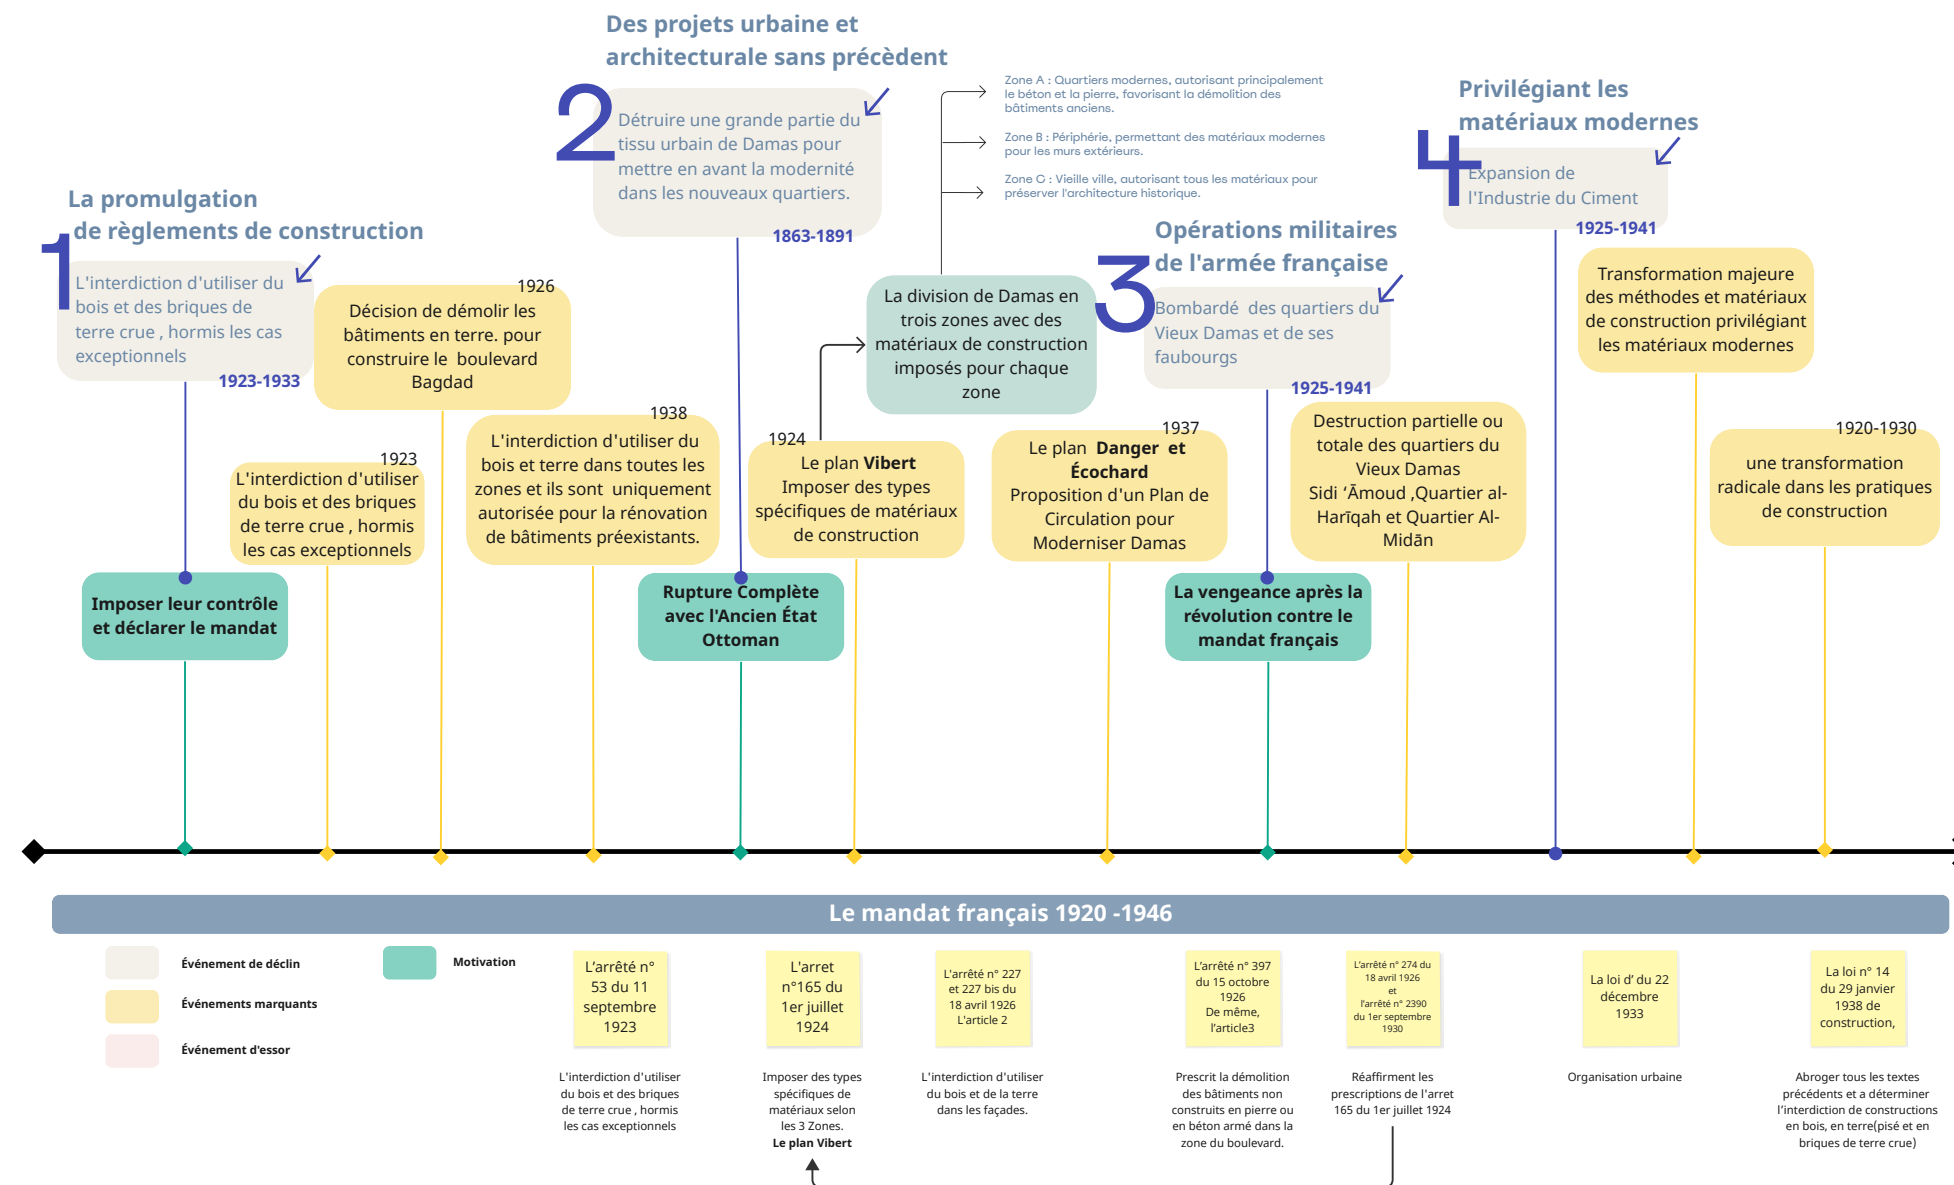 Des projets urbaine et
architecturale sans précèdent
2
Détruire une grande partie du
tissu urbain de Damas pour
mettre en avant la modernité
dans les nouveaux quartiers.
1863-1891
Zone A : Quartiers modernes, autorisant principalement
le béton et la pierre, favorisant la démolition des
bâtiments anciens.
Zone B : Périphérie, permettant des matériaux modernes
pour les murs extérieurs.
Zone C : Vieille ville, autorisant tous les matériaux pour
préserver l'architecture historique.
Privilégiant les
matériaux modernes
4
Expansion de
l'Industrie du Ciment
1925-1941
La promulgation
de règlements de construction
1
L'interdiction d'utiliser du
bois et des briques de
terre crue , hormis les cas
exceptionnels
1923-1933
Opérations militaires
de l'armée française
3
Bombardé des quartiers du
Vieux Damas et de ses
faubourgs
1925-1941
1926
Décision de démolir les
bâtiments en terre. pour
construire le boulevard
Bagdad
La division de Damas en
trois zones avec des
matériaux de construction
imposés pour chaque
zone
Transformation majeure
des méthodes et matériaux
de construction privilégiant
les matériaux modernes
1923
L'interdiction d'utiliser
du bois et des briques
de terre crue , hormis
les cas exceptionnels
1938
L'interdiction d'utiliser du
bois et terre dans toutes les
zones et ils sont uniquement
autorisée pour la rénovation
de bâtiments préexistants.
1924
Le plan Vibert
Imposer des types
spécifiques de matériaux
de construction
1937
Le plan Danger et
Écochard
Proposition d'un Plan de
Circulation pour
Moderniser Damas
Destruction partielle ou
totale des quartiers du
Vieux Damas
Sidi ‘Āmoud ,Quartier al-
Harīqah et Quartier Al-
Midān
1920-1930
une transformation
radicale dans les pratiques
de construction
Imposer leur contrôle
et déclarer le mandat
Rupture Complète
avec l'Ancien État
Ottoman
La vengeance après la
révolution contre le
mandat français
Le mandat français 1920 -1946
Événement de déclin
Événements marquants
Événement d'essor
Motivation
L’arrêté n°
53 du 11
septembre
1923
L'interdiction d'utiliser
du bois et des briques
de terre crue , hormis
les cas exceptionnels
L'arret
n°165 du
1er juillet
1924
Imposer des types
spécifiques de
matériaux selon
les 3 Zones.
Le plan Vibert
L'arrêté n° 227
et 227 bis du
18 avril 1926
L'article 2
L'interdiction d'utiliser
du bois et de la terre
dans les façades.
L’arrêté n° 397
du 15 octobre
1926
De même,
l’article3
Prescrit la démolition
des bâtiments non
construits en pierre ou
en béton armé dans la
zone du boulevard.
L’arrêté n° 274 du
18 avril 1926
et
l’arrêté n° 2390
du 1er septembre
1930
Réaffirment les
prescriptions de l'arret
165 du 1er juillet 1924
La loi d’ du 22
décembre
1933
Organisation urbaine
La loi n° 14
du 29 janvier
1938 de
construction,
Abroger tous les textes
précédents et a déterminer
l’interdiction de constructions
en bois, en terre(pisé et en
briques de terre crue)